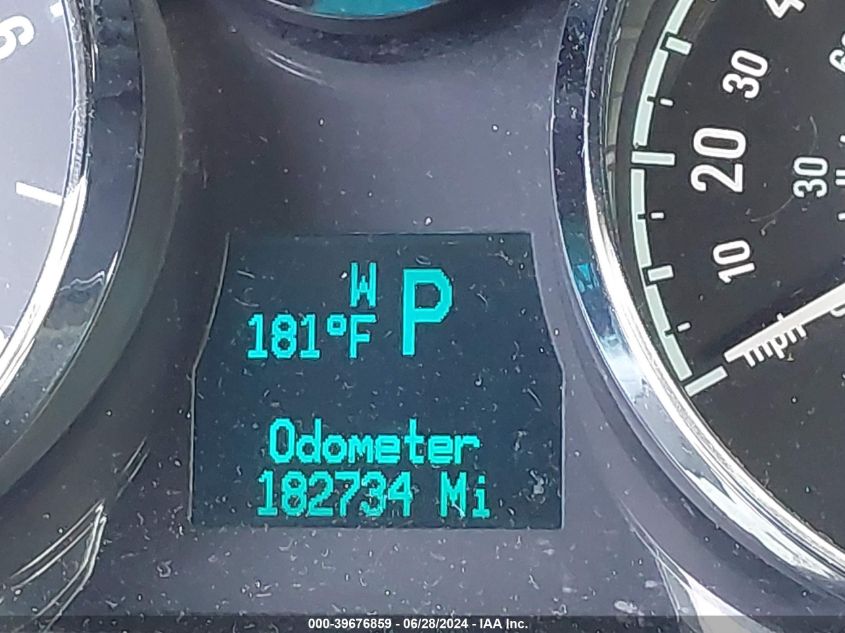 W
181°F P
Odometer
182734 Mi
30
20
10
30
mph
000-39676859 / 06/28/2024 - IAA Inc.